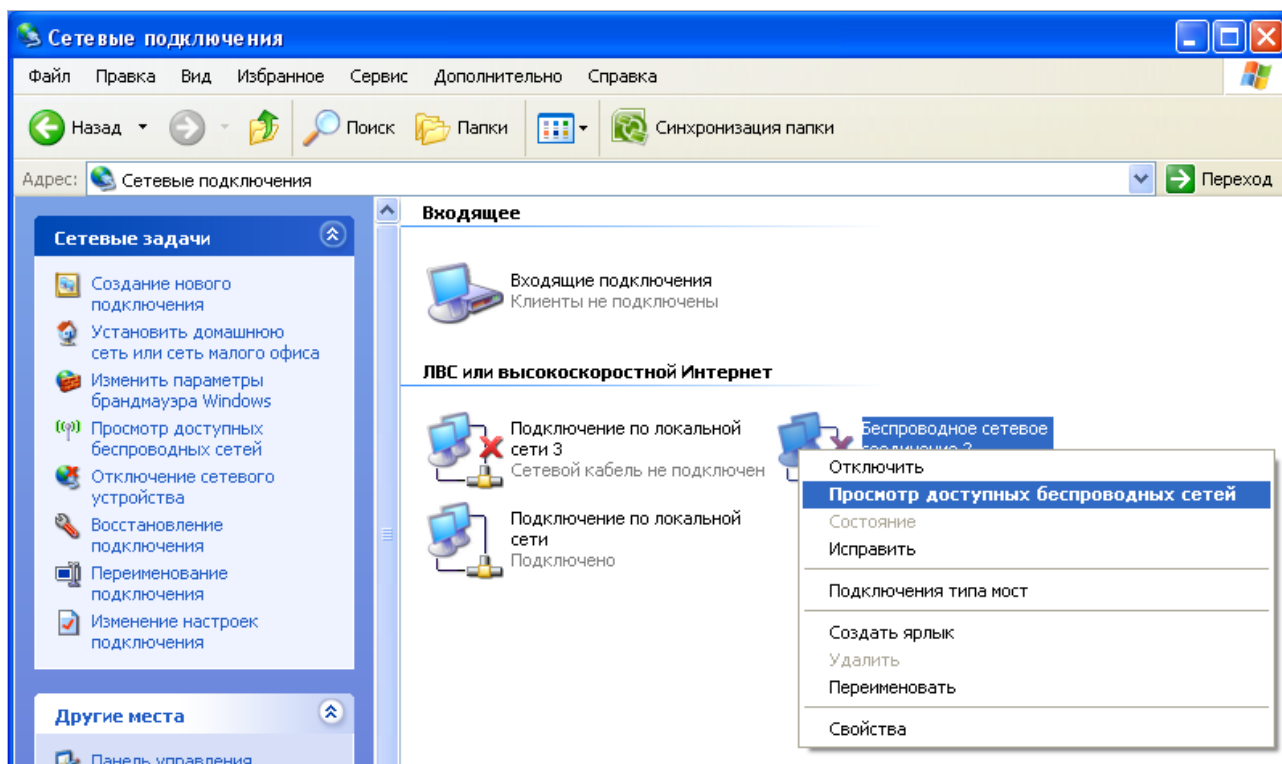 Сетевые подключения
Файл Правка Вид Избранное Сервис Дополнительно Справка
Назад Поиск Папки Синхронизация папки
Адрес: Сетевые подключения Переход
Сетевые задачи
Создание нового
подключения
Установить домашнюю
сеть или сеть малого офиса
Изменить параметры
брандмауэра Windows
Просмотр доступных
беспроводных сетей
Отключение сетевого
устройства
Восстановление
подключения
Переименование
подключения
Изменение настроек
подключения
Другие места
Панель управления
Входящее
Входящие подключения
Клиенты не подключены
ЛВС или высокоскоростной Интернет
Подключение по локальной
сети 3
Сетевой кабель не подключен
Беспроводное сетевое
соединение 2
Подключение по локальной
сети
Подключено
Отключить
Просмотр доступных беспроводных сетей
Состояние
Исправить
Подключения типа мост
Создать ярлык
Удалить
Переименовать
Свойства